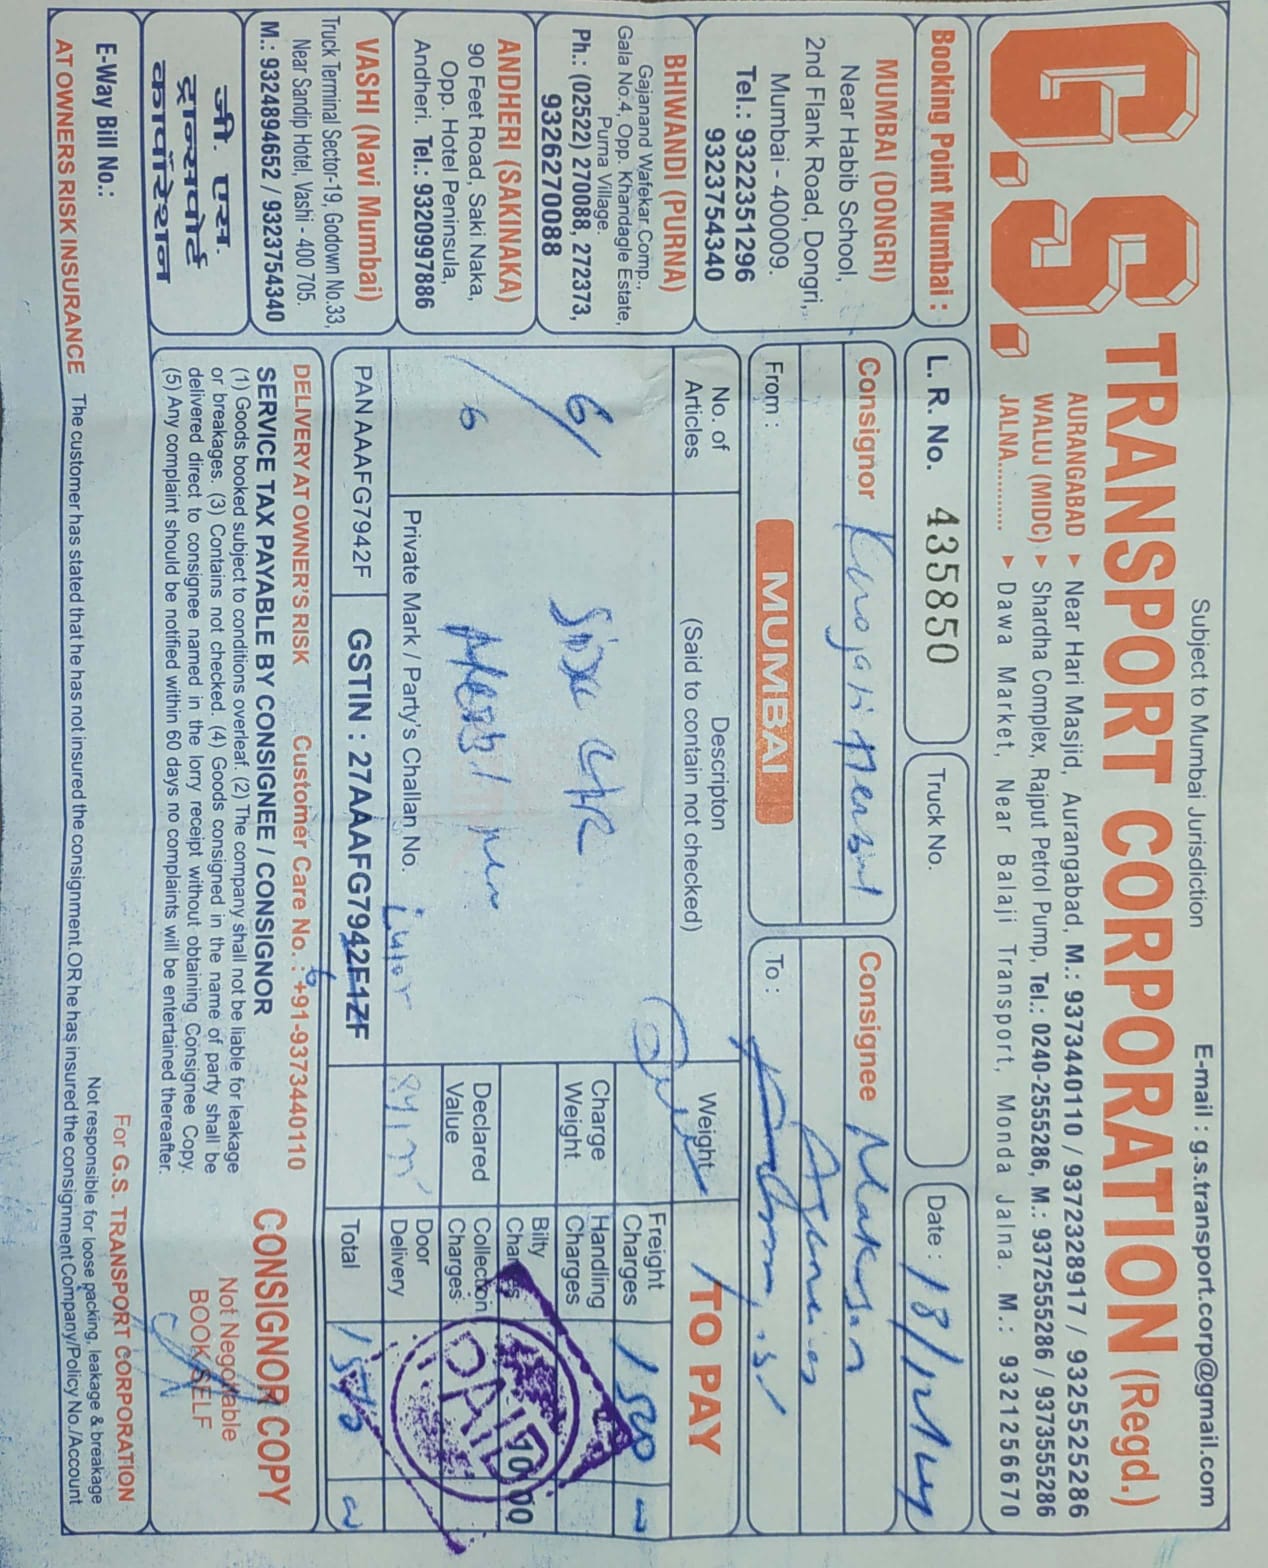 Subject to Mumbai Jurisdiction
E-mail : g.s.transport.corp@gmail.com
G.S. TRANSPORT CORPORATION (Regd.)
AURANGABAD ▸ Near Hari Masjid, Aurangabad, M.: 9373440110 / 9372328917 / 9325525286
WALUJ (MIDC) ▸ Shardha Complex, Rajput Petrol Pump, Tel.: 0240-2555286, M.: 9372555286 / 9373555286
JALNA............ ▸ Dawa Market, Near Balaji Transport, Monda Jalna. M.: 9321256670
Booking Point Mumbai :
MUMBAI (DONGRI)
Near Habib School,
2nd Flank Road, Dongri,
Mumbai - 400009.
Tel.: 9322351296
93223754340
BHIWANDI (PURNA)
Gajanand Wafekar Comp.,
Gala No.4, Opp. Khandagle Estate,
Purna Village.
Ph.: (02522) 270088, 272373,
9326270088
ANDHERI (SAKINAKA)
90 Feet Road, Saki Naka,
Opp. Hotel Peninsula,
Andheri. Tel.: 9320997886
VASHI (Navi Mumbai)
Truck Terminal Sector-19, Godown No.33,
Near Sandip Hotel, Vashi - 400 705.
M.: 9324894652 / 9323754340
जी. एस.
ट्रान्सपोर्ट
कार्पोरेशन
L. R. No. 435850
Truck No.
Date : 18/12/
Consignor
Consignee Makson
Agencies
From : MUMBAI
To :
No. of Articles
Descripton
(Said to contain not checked)
Weight
TO PAY
6/
6
Six
Private Mark / Party's Challan No.
Freight Charges 1500
Charge Weight
Handling Charges
Bilty Charges 10 00
Declared Value
Collection Charges
Door Delivery
PAID
Total
PAN AAAFG7942F
GSTIN : 27AAAFG7942F1ZF
DELIVERY AT OWNER'S RISK
Customer Care No. : +91-9373440110
SERVICE TAX PAYABLE BY CONSIGNEE / CONSIGNOR
(1) Goods booked subject to conditions overleaf. (2) The company shall not be liable for leakage
or breakages. (3) Contains not checked. (4) Goods consigned in the name of party shall be
delivered direct to consignee named in the lorry receipt without obtaining Consignee Copy.
(5) Any complaint should be notified within 60 days no complaints will be entertained thereafter.
CONSIGNOR COPY
Not Negotiable
BOOK SELF
E-Way Bill No.:
For G.S. TRANSPORT CORPORATION
Not responsible for loose packing, leakage & breakage
AT OWNERS RISK INSURANCE The customer has stated that he has not insured the consignment OR he has insured the consignment Company/Policy No./Account